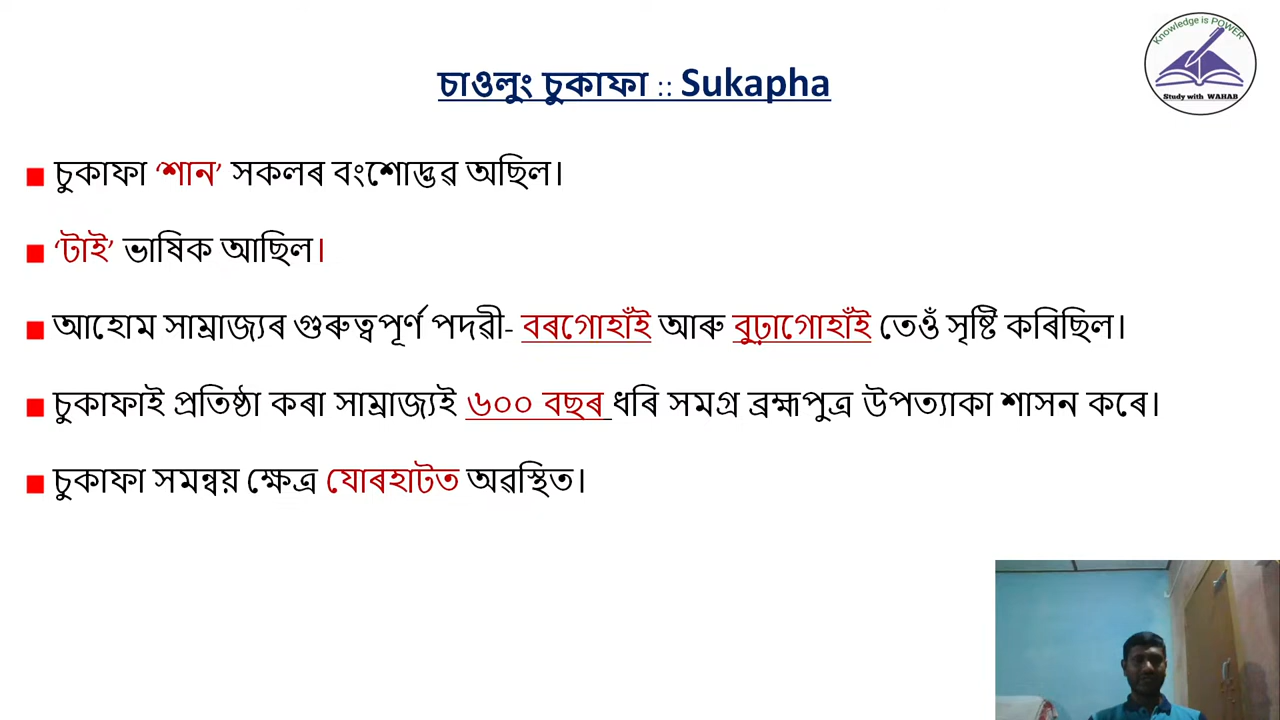 Knowledge is POWER
Study with WAHAB
চাওলুং চুকাফা :: Sukapha
চুকাফা ‘শান’ সকলৰ বংশোদ্ভৱ অছিল।
‘টাই’ ভাষিক আছিল।
আহোম সাম্ৰাজ্যৰ গুৰুত্বপূৰ্ণ পদৱী- বৰগোহাঁই আৰু বুঢ়াগোহাঁই তেওঁ সৃষ্টি কৰিছিল।
চুকাফাই প্ৰতিষ্ঠা কৰা সাম্ৰাজ্যই ৬০০ বছৰ ধৰি সমগ্ৰ ব্ৰহ্মপুত্ৰ উপত্যাকা শাসন কৰে।
চুকাফা সমন্বয় ক্ষেত্ৰ যোৰহাটত অৱস্থিত।